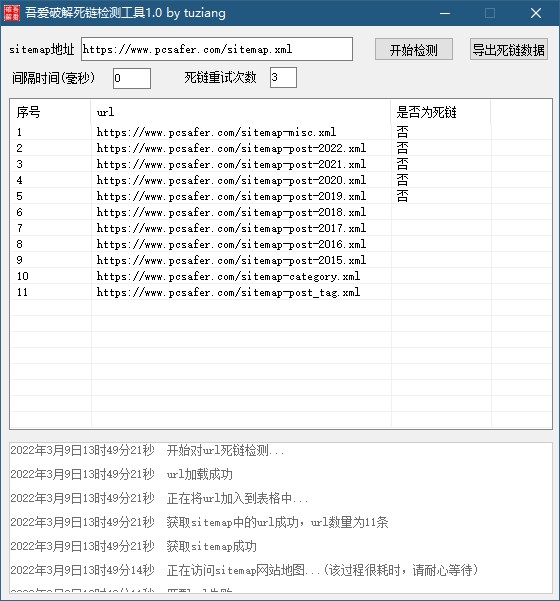 吾爱破解死链检测工具1.0 by tuziang
sitemap地址 https://www.pcsafer.com/sitemap.xml 开始检测 导出死链数据
间隔时间(毫秒) 0 死链重试次数 3
序号 url 是否为死链
1 https://www.pcsafer.com/sitemap-misc.xml 否
2 https://www.pcsafer.com/sitemap-post-2022.xml 否
3 https://www.pcsafer.com/sitemap-post-2021.xml 否
4 https://www.pcsafer.com/sitemap-post-2020.xml 否
5 https://www.pcsafer.com/sitemap-post-2019.xml 否
6 https://www.pcsafer.com/sitemap-post-2018.xml
7 https://www.pcsafer.com/sitemap-post-2017.xml
8 https://www.pcsafer.com/sitemap-post-2016.xml
9 https://www.pcsafer.com/sitemap-post-2015.xml
10 https://www.pcsafer.com/sitemap-category.xml
11 https://www.pcsafer.com/sitemap-post_tag.xml
2022年3月9日13时49分21秒 开始对url死链检测...
2022年3月9日13时49分21秒 url加载成功
2022年3月9日13时49分21秒 正在将url加入到表格中...
2022年3月9日13时49分21秒 获取sitemap中的url成功，url数量为11条
2022年3月9日13时49分21秒 获取sitemap成功
2022年3月9日13时49分14秒 正在访问sitemap网站地图...(该过程很耗时，请耐心等待)